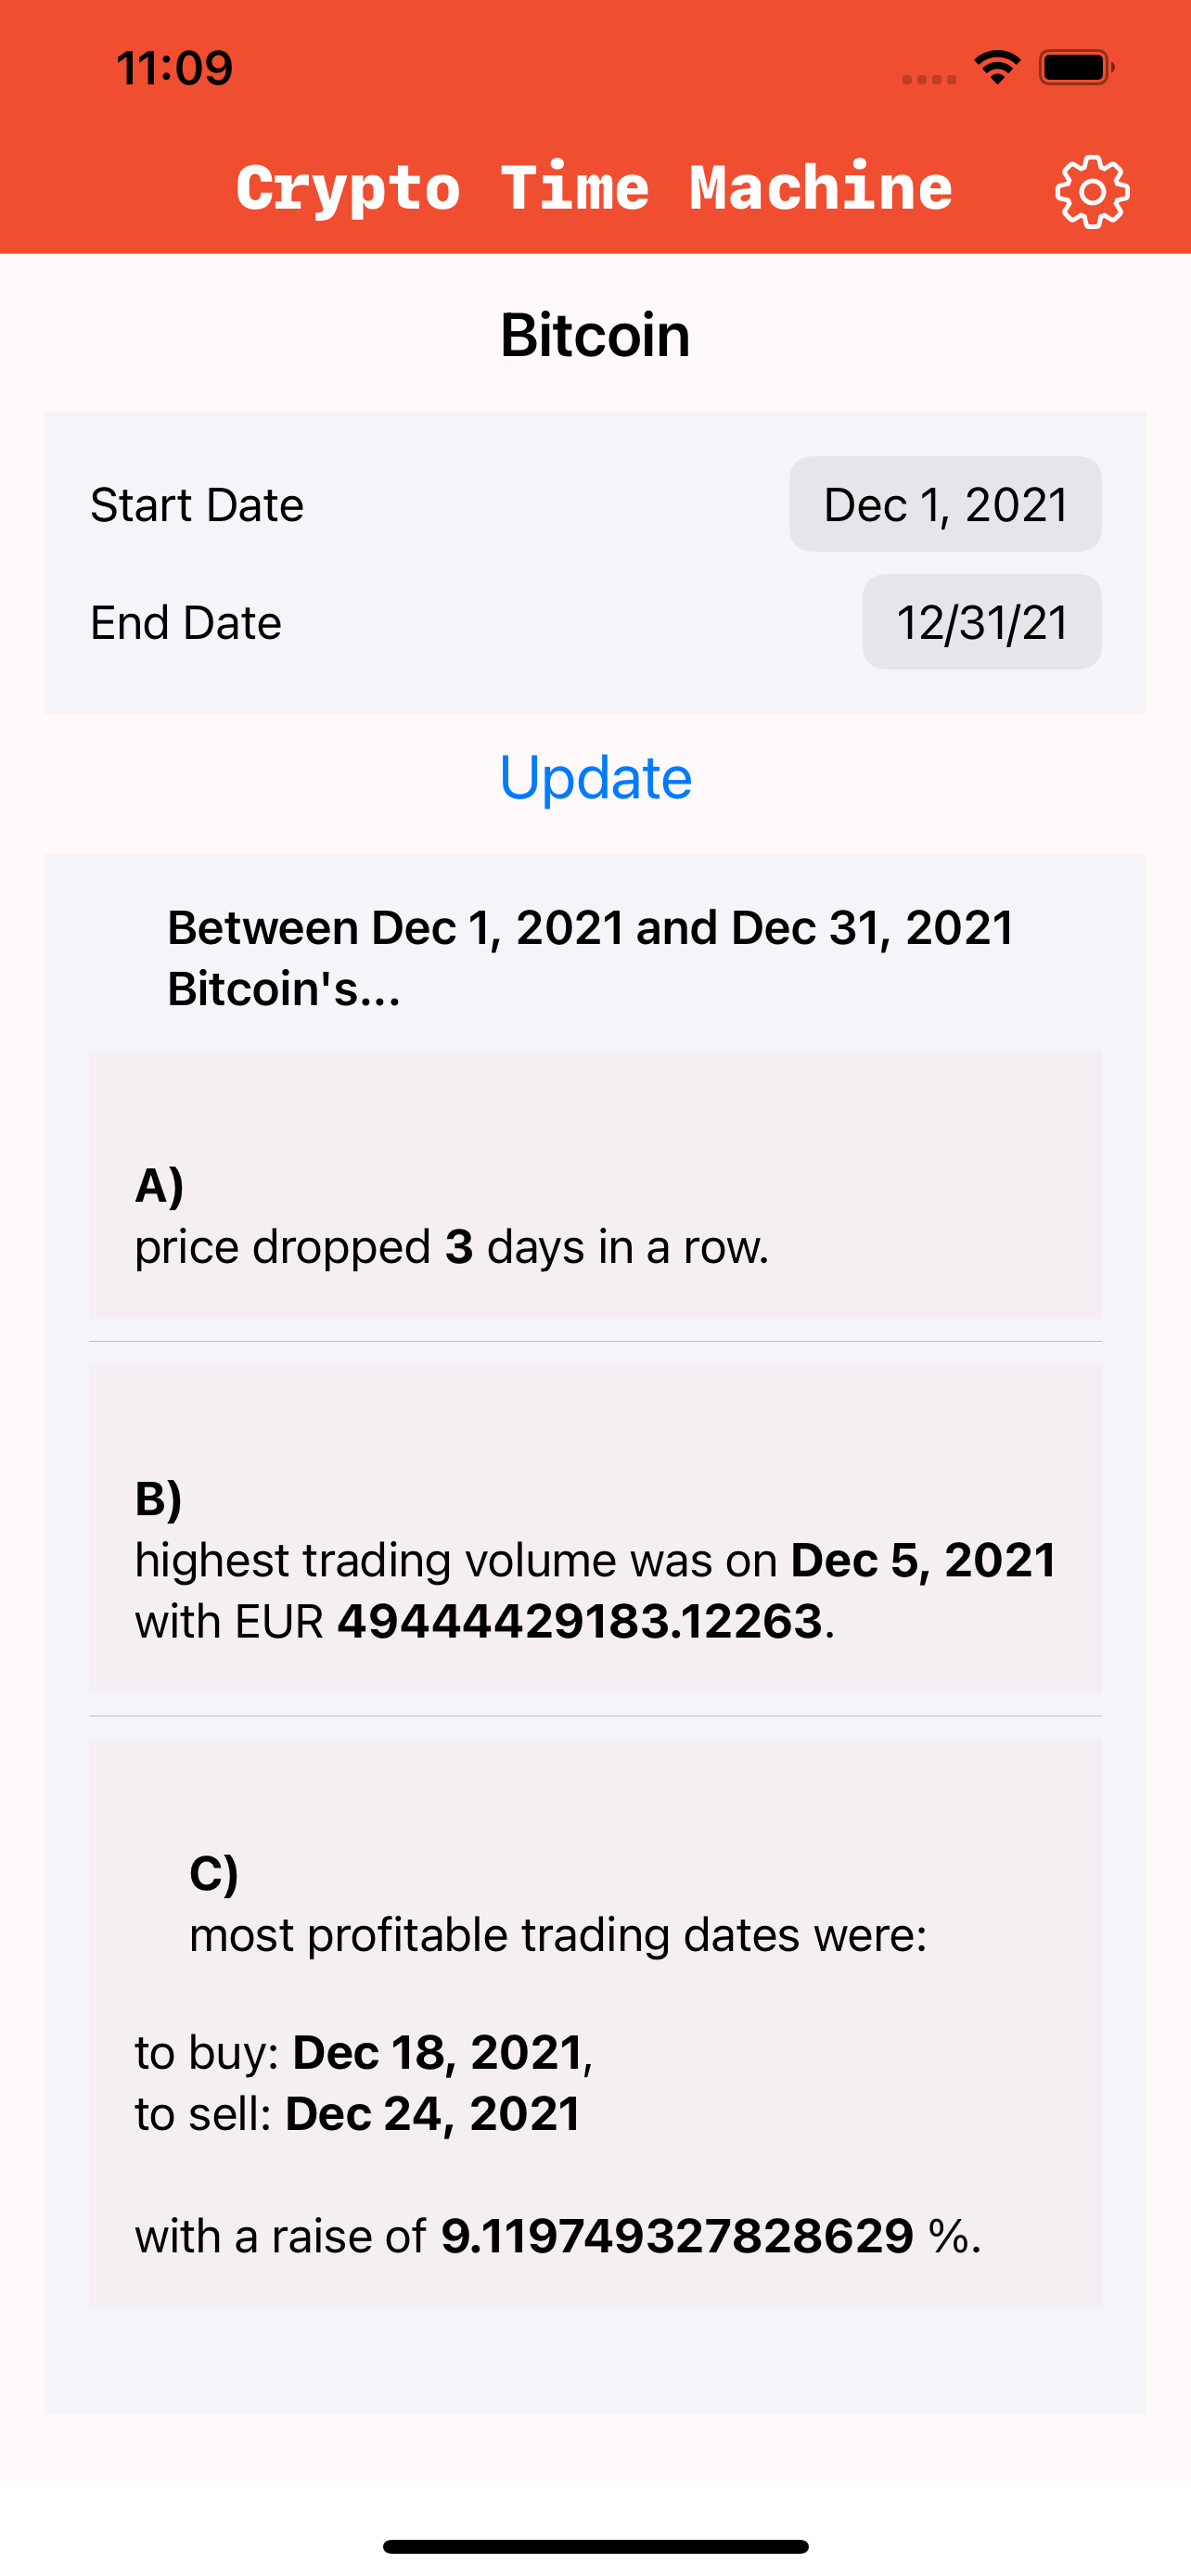 11:09
Crypto Time Machine
Bitcoin
Start Date Dec 1, 2021
End Date 12/31/21
Update
Between Dec 1, 2021 and Dec 31, 2021
Bitcoin's...
A)
price dropped 3 days in a row.
B)
highest trading volume was on Dec 5, 2021
with EUR 49444429183.12263.
C)
most profitable trading dates were:
to buy: Dec 18, 2021,
to sell: Dec 24, 2021
with a raise of 9.119749327828629 %.